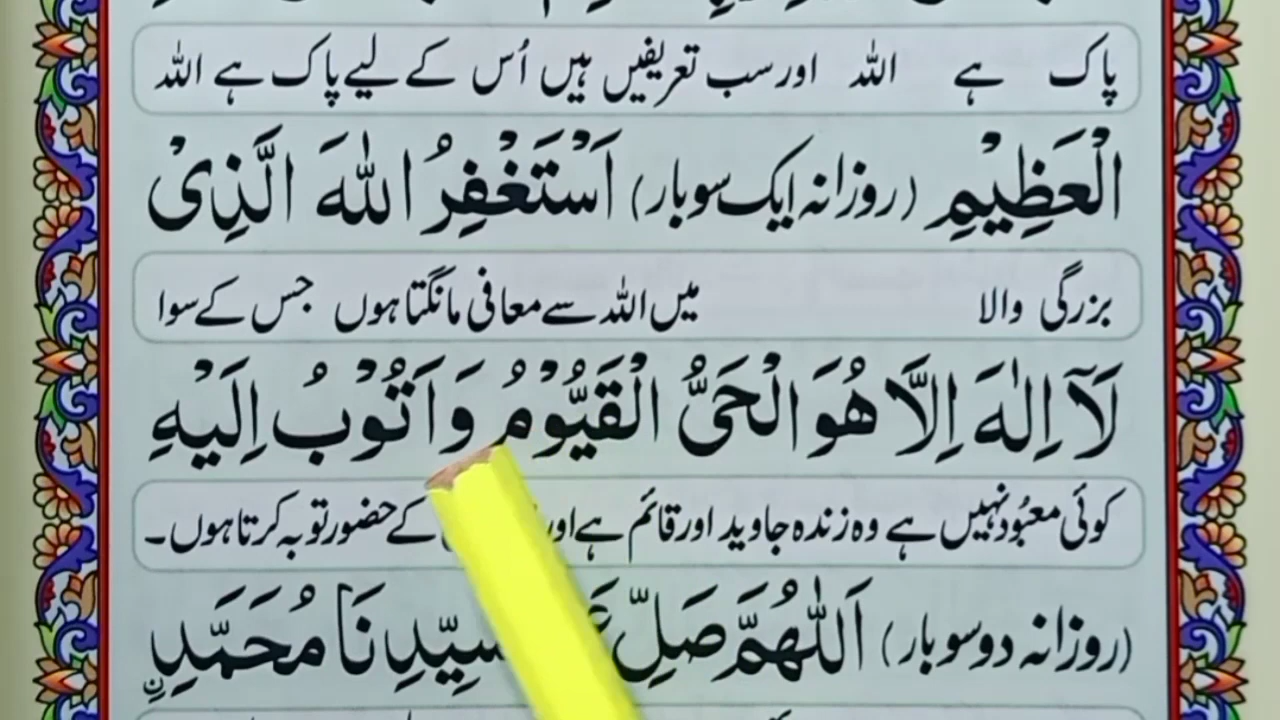 پاک ہے اللہ اور سب تعریفیں ہیں اُس کے لیے پاک ہے اللہ
الْعَظِيْمِ (روزانہ ایک سو بار) اَسْتَغْفِرُ اللّٰهَ الَّذِىْ
بزرگی والا میں اللہ سے معافی مانگتا ہوں جس کے سوا
لَآ اِلٰهَ اِلَّا هُوَ الْحَىُّ الْقَيُّوْمُ وَاَتُوْبُ اِلَيْهِ
کوئی معبُود نہیں ہے وہ زندہ جاوید اور قائم ہے اور کے حضور توبہ کرتا ہوں۔
(روزانہ دو سو بار) اَللّٰهُمَّ صَلِّ سَيِّدِنَا مُحَمَّدِ ۣ